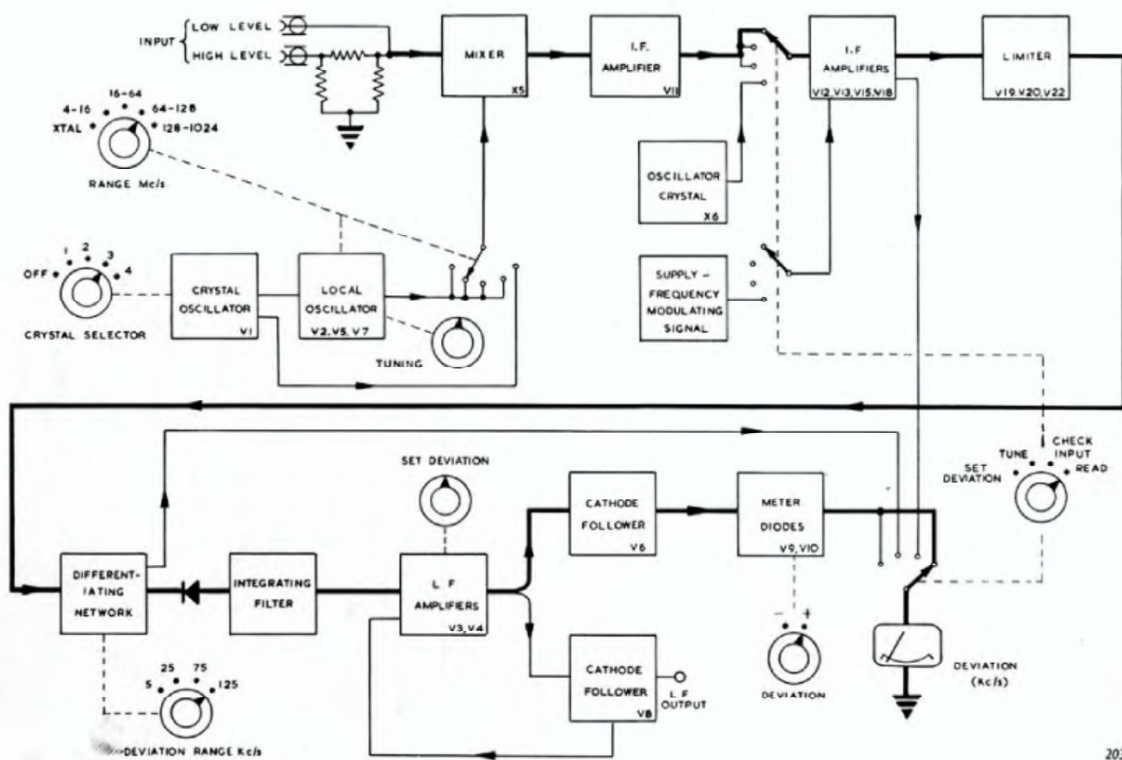 INPUT
LOW LEVEL
HIGH LEVEL
MIXER
X5
I.F.
AMPLIFIER
V11
I.F
AMPLIFIERS
V12, V13, V15, V18
LIMITER
V19, V20, V22
XTAL
4-16
16-64
64-128
128-1024
RANGE Mc/s
OSCILLATOR
CRYSTAL
X6
OFF
1
2
3
4
CRYSTAL SELECTOR
CRYSTAL
OSCILLATOR
V1
LOCAL
OSCILLATOR
V2, V5, V7
TUNING
SUPPLY –
FREQUENCY
MODULATING
SIGNAL
SET
DEVIATION
TUNE
CHECK
INPUT
READ
SET DEVIATION
DIFFERENT-
IATING
NETWORK
INTEGRATING
FILTER
L F
AMPLIFIERS
V3, V4
CATHODE
FOLLOWER
V6
METER
DIODES
V9, V10
CATHODE
FOLLOWER
V8
L F
OUTPUT
– +
DEVIATION
DEVIATION
(Kc/s)
5
25
75
125
DEVIATION RANGE Kc/s
203